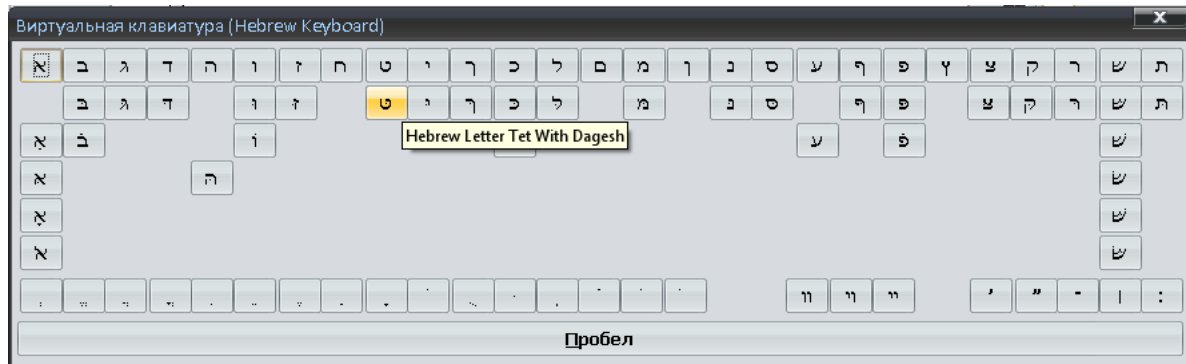 Виртуальная клавиатура (Hebrew Keyboard)
x
א ב ג ד ה ו ז ח ט י ך כ ל ם מ ן נ ס ע ף פ ץ צ ק ר ש ת
בּ גּ דּ וּ זּ טּ יּ ךּ כּ לּ מּ נּ סּ ףּ פּ צּ קּ רּ שּ תּ
Hebrew Letter Tet With Dagesh
אַ בֿ וֹ ע פֿ שׁ
א הּ שׂ
אָ שּׁ
שּׂ
װ ױ ײ ׳ ״ ־ ׀ ׃
Пробел